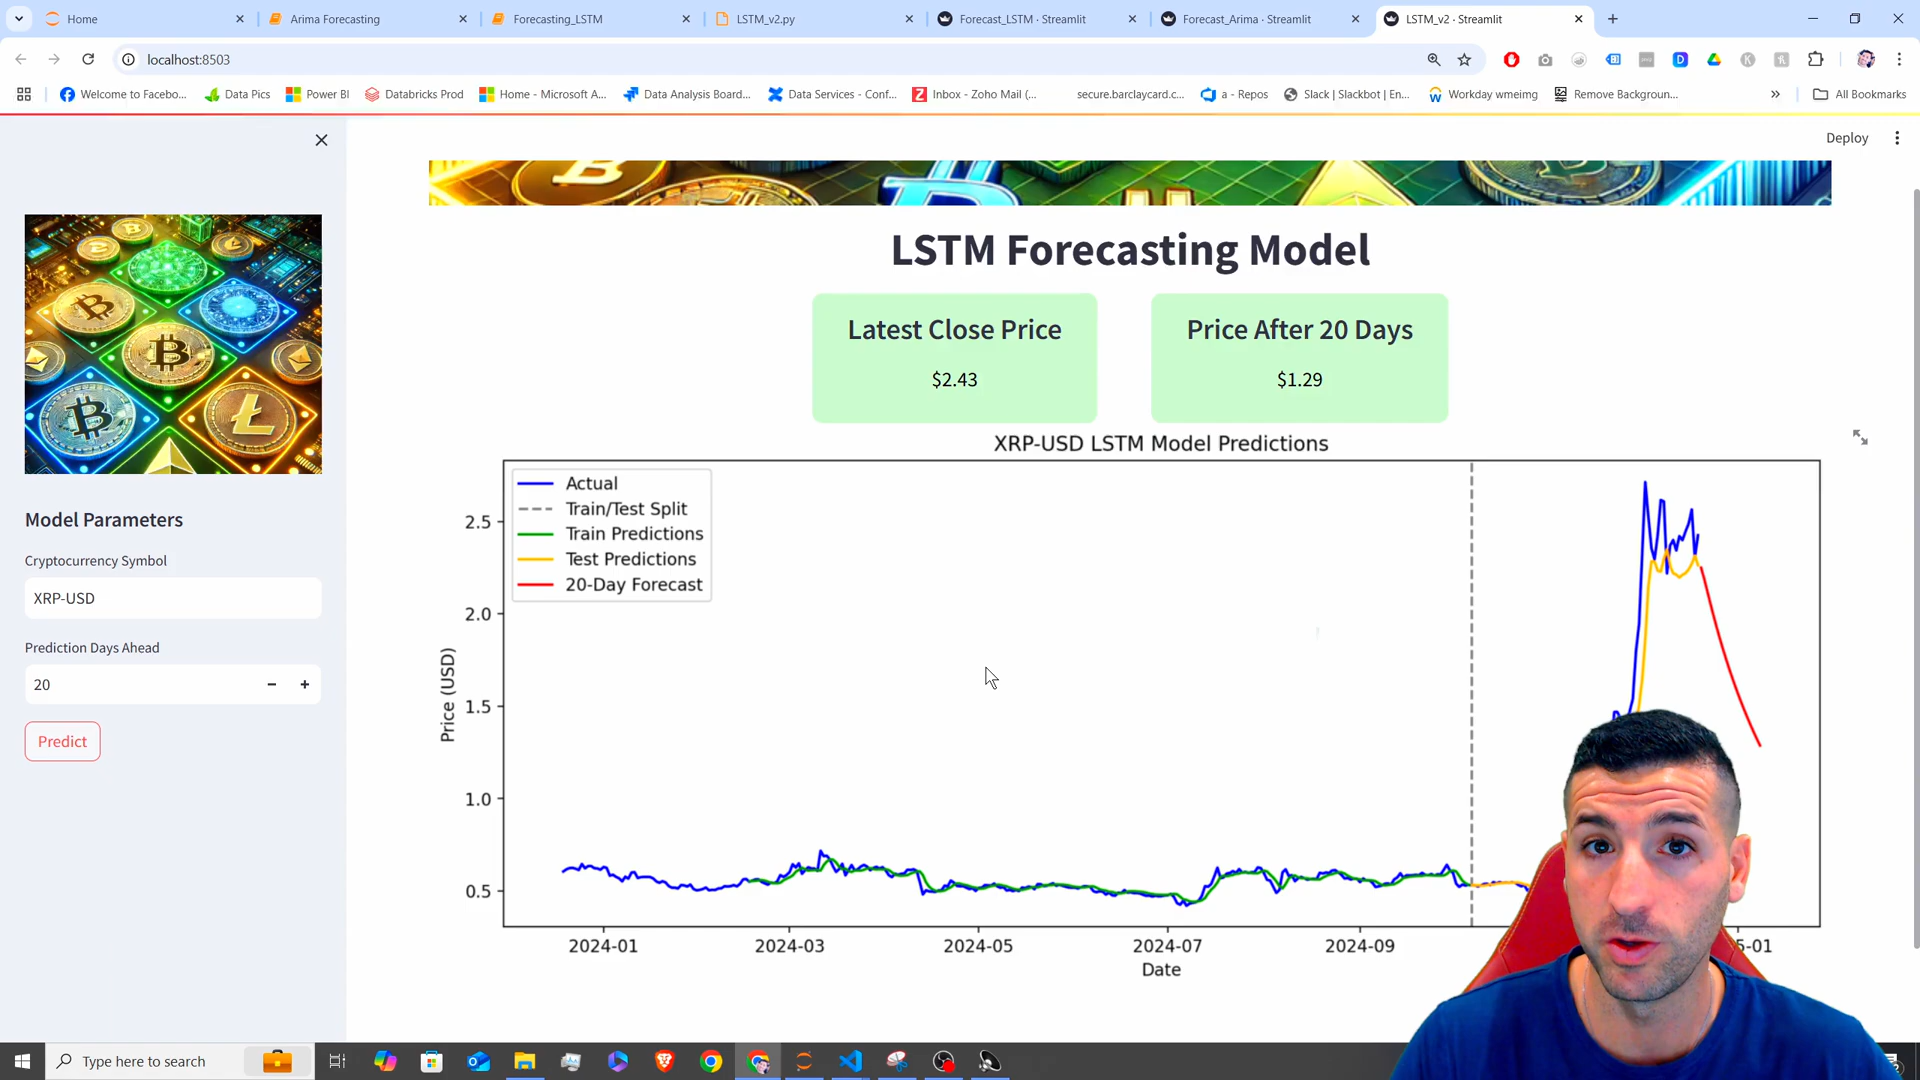 Home
Arima Forecasting
Forecasting_LSTM
LSTM_v2.py
Forecast_LSTM · Streamlit
Forecast_Arima · Streamlit
LSTM_v2 · Streamlit
localhost:8503
Welcome to Facebo...
Data Pics
Power BI
Databricks Prod
Home - Microsoft A...
Data Analysis Board...
Data Services - Conf...
Inbox - Zoho Mail (...
secure.barclaycard.c...
a - Repos
Slack | Slackbot | En...
Workday wmeimg
Remove Backgroun...
All Bookmarks
Deploy
LSTM Forecasting Model
Latest Close Price
$2.43
Price After 20 Days
$1.29
Model Parameters
Cryptocurrency Symbol
XRP-USD
Prediction Days Ahead
20
Predict
XRP-USD LSTM Model Predictions
Actual
Train/Test Split
Train Predictions
Test Predictions
20-Day Forecast
Price (USD)
2.5
2.0
1.5
1.0
0.5
2024-01
2024-03
2024-05
2024-07
2024-09
5-01
Date
Type here to search